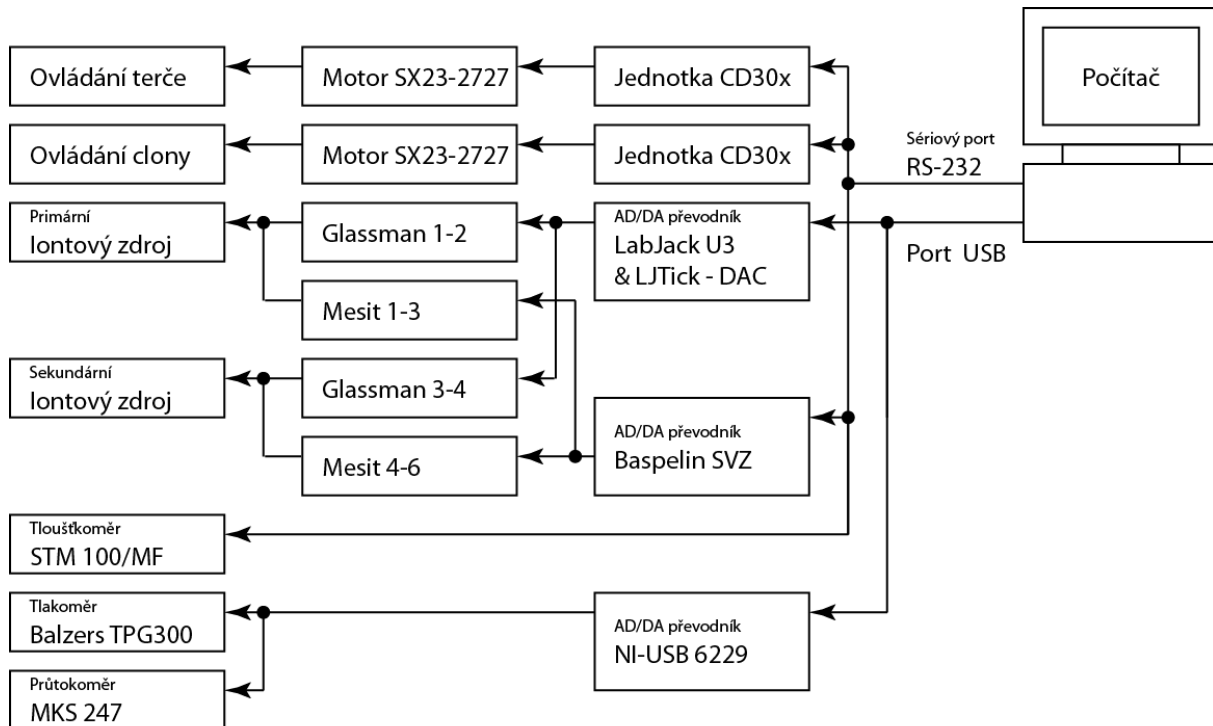 Ovládání terče
Motor SX23-2727
Jednotka CD30x
Počítač
Ovládání clony
Motor SX23-2727
Jednotka CD30x
Sériový port
RS-232
Primární
Iontový zdroj
Glassman 1-2
AD/DA převodník
LabJack U3
& LJTick - DAC
Port USB
Mesit 1-3
Sekundární
Iontový zdroj
Glassman 3-4
Mesit 4-6
AD/DA převodník
Baspelin SVZ
Tloušťkoměr
STM 100/MF
Tlakoměr
Balzers TPG300
AD/DA převodník
NI-USB 6229
Průtokoměr
MKS 247